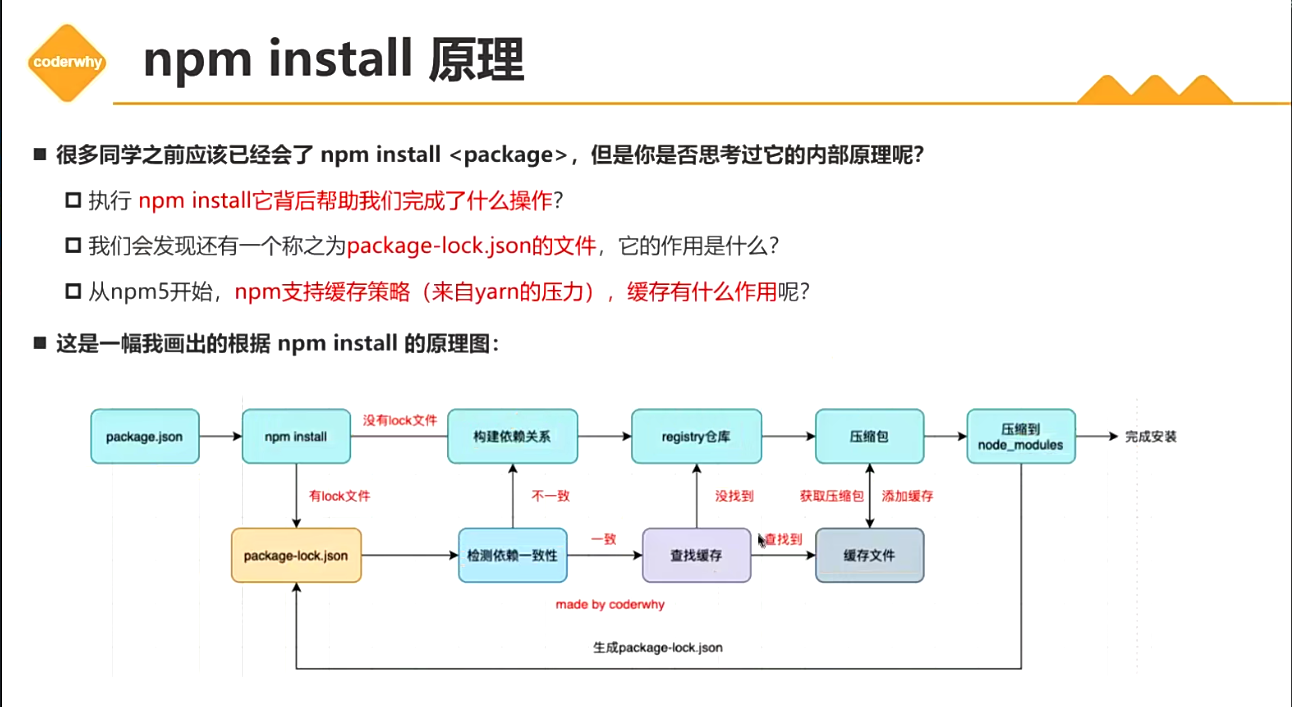 coderwhy
npm install 原理
很多同学之前应该已经会了 npm install <package>，但是你是否思考过它的内部原理呢？
执行 npm install它背后帮助我们完成了什么操作？
我们会发现还有一个称之为package-lock.json的文件，它的作用是什么？
从npm5开始，npm支持缓存策略（来自yarn的压力），缓存有什么作用呢？
这是一幅我画出的根据 npm install 的原理图：
package.json
npm install
没有lock文件
构建依赖关系
registry仓库
压缩包
压缩到
node_modules
完成安装
有lock文件
不一致
没找到
获取压缩包
添加缓存
package-lock.json
检测依赖一致性
一致
查找缓存
查找到
缓存文件
made by coderwhy
生成package-lock.json